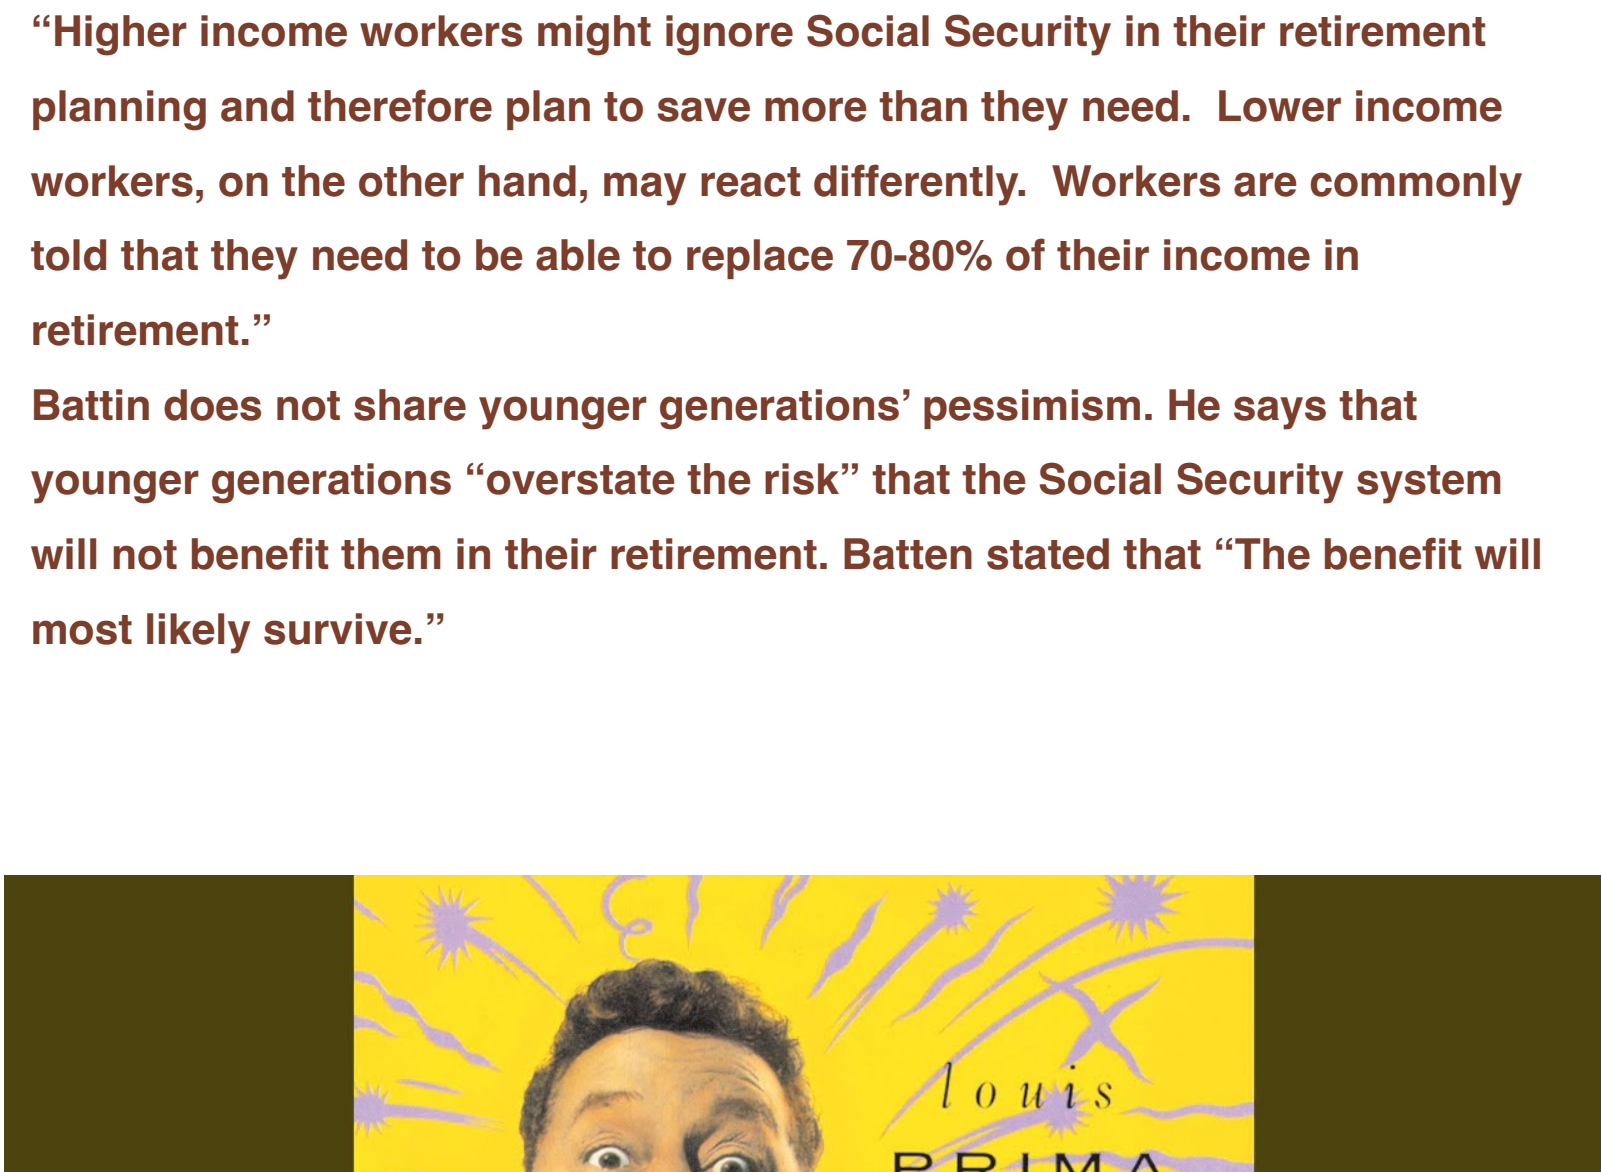 “Higher income workers might ignore Social Security in their retirement
planning and therefore plan to save more than they need.  Lower income
workers, on the other hand, may react differently.  Workers are commonly
told that they need to be able to replace 70-80% of their income in
retirement.”
Battin does not share younger generations’ pessimism. He says that
younger generations “overstate the risk” that the Social Security system
will not benefit them in their retirement. Batten stated that “The benefit will
most likely survive.”
louis
PRIMA